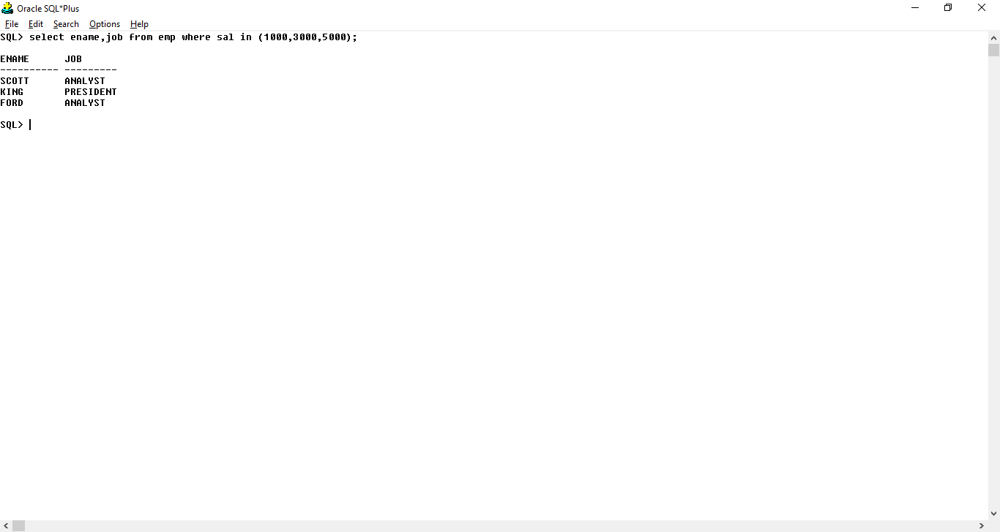 Oracle SQL*Plus
File Edit Search Options Help
SQL> select ename,job from emp where sal in (1000,3000,5000);
ENAME      JOB
---------- ---------
SCOTT      ANALYST
KING       PRESIDENT
FORD       ANALYST
SQL>